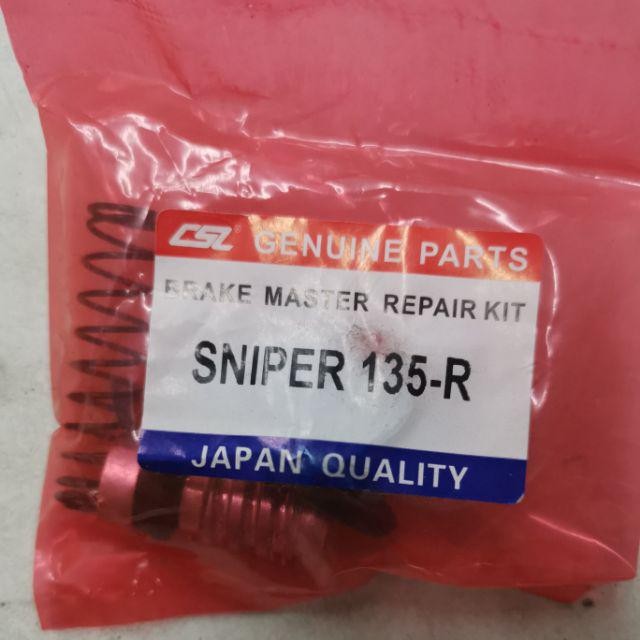 CSL GENUINE PARTS
BRAKE MASTER REPAIR KIT
SNIPER 135-R
JAPAN QUALITY